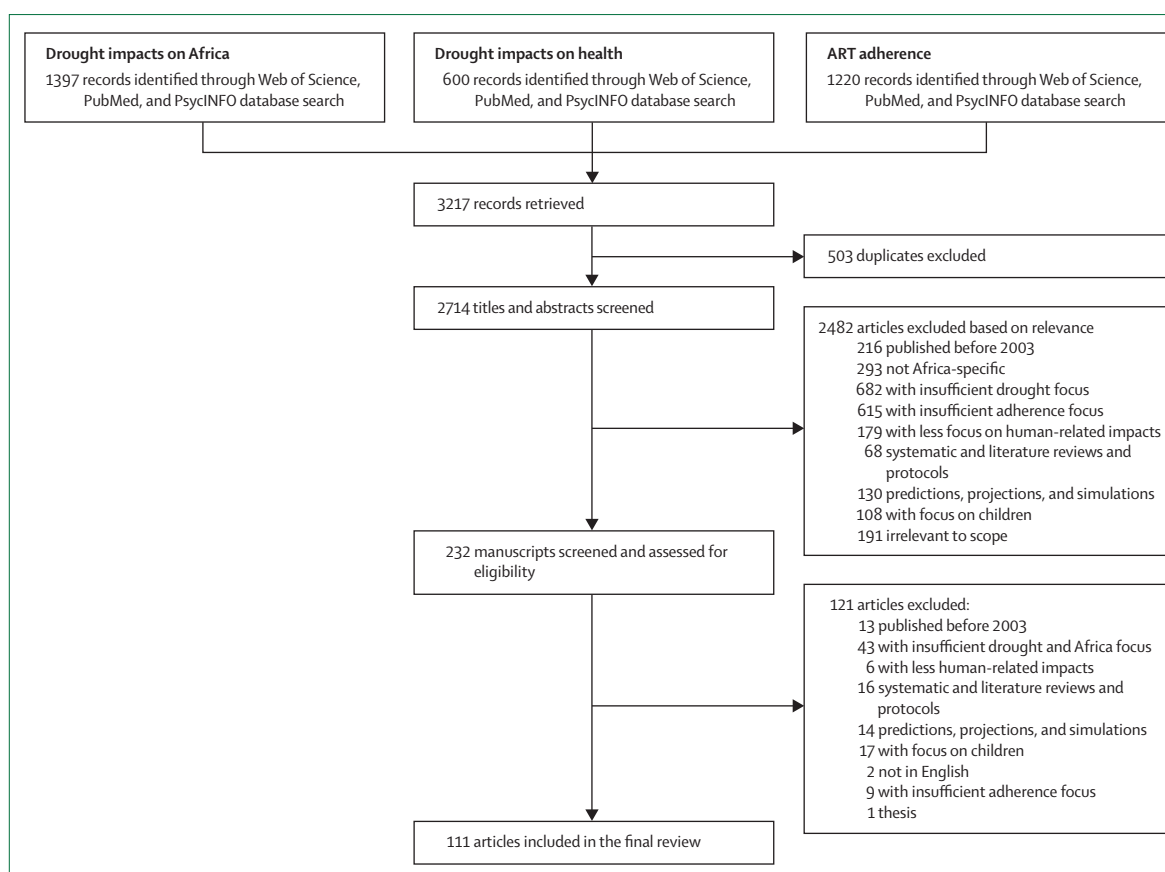 Drought impacts on Africa
1397 records identified through Web of Science,
PubMed, and PsycINFO database search
Drought impacts on health
600 records identified through Web of Science,
PubMed, and PsycINFO database search
ART adherence
1220 records identified through Web of Science,
PubMed, and PsycINFO database search
3217 records retrieved
503 duplicates excluded
2714 titles and abstracts screened
2482 articles excluded based on relevance
216 published before 2003
293 not Africa-specific
682 with insufficient drought focus
615 with insufficient adherence focus
179 with less focus on human-related impacts
68 systematic and literature reviews and
protocols
130 predictions, projections, and simulations
108 with focus on children
191 irrelevant to scope
232 manuscripts screened and assessed for
eligibility
121 articles excluded:
13 published before 2003
43 with insufficient drought and Africa focus
6 with less human-related impacts
16 systematic and literature reviews and
protocols
14 predictions, projections, and simulations
17 with focus on children
2 not in English
9 with insufficient adherence focus
1 thesis
111 articles included in the final review